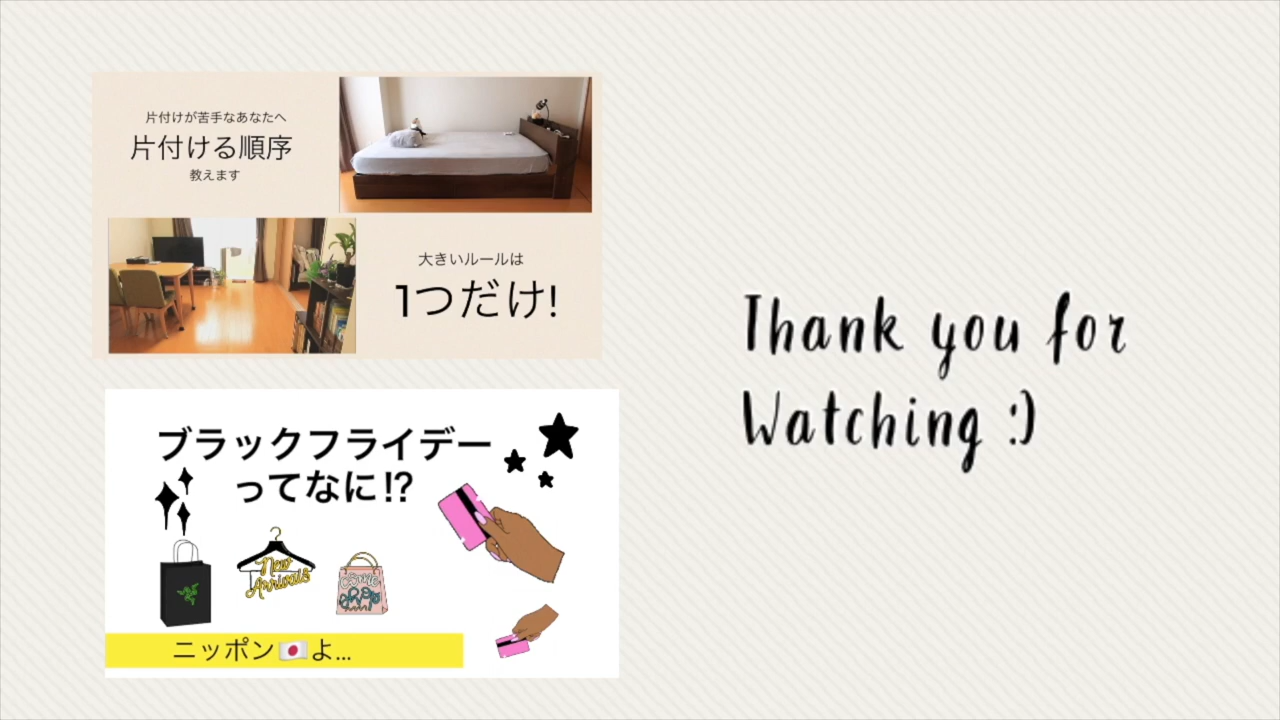 片付けが苦手なあなたへ
片付ける順序
教えます
大きいルールは
1つだけ!
ブラックフライデー
ってなに!?
New
Arrivals
come
shop
ニッポン🇯🇵よ...
Thank you for
Watching :)